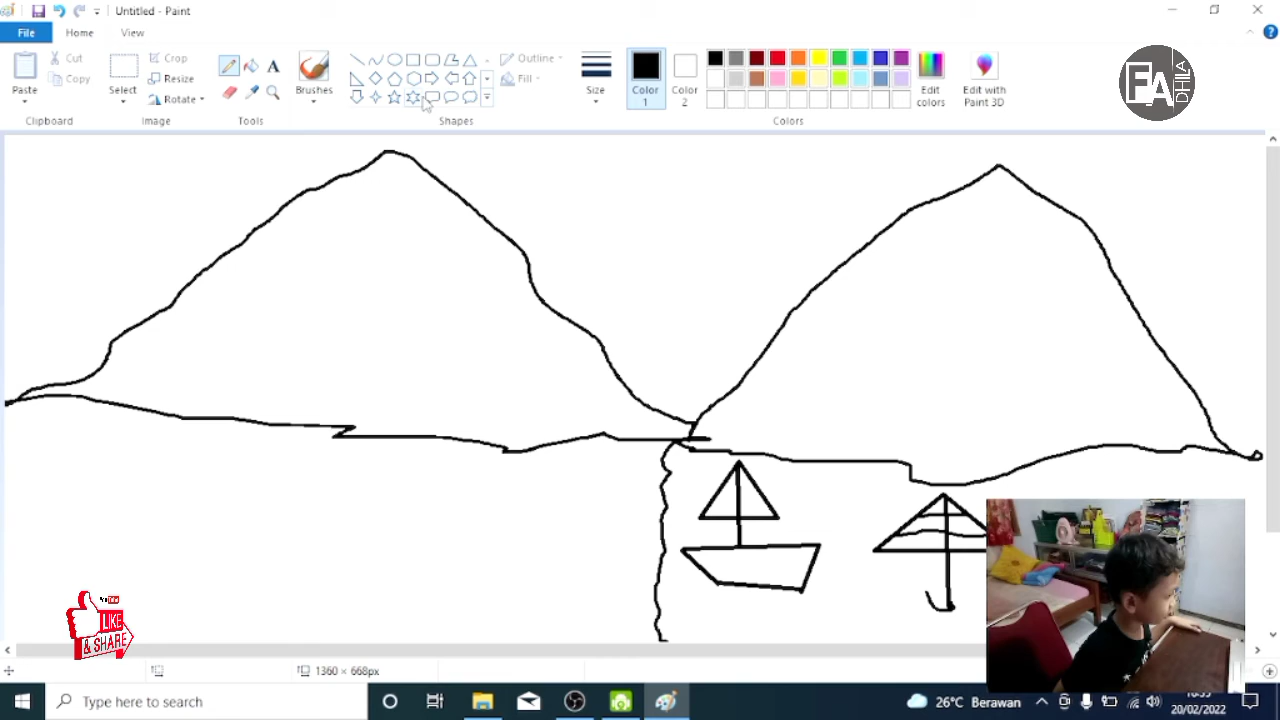 Untitled - Paint
File
Home
View
Paste
Cut
Copy
Clipboard
Select
Crop
Resize
Rotate
Image
A
Tools
Brushes
Shapes
Outline
Fill
Size
Color 1
Color 2
Edit colors
Edit with Paint 3D
Colors
FA
DHILA
YouTube
LIKE
& SHARE
1360 × 668px
Type here to search
26°C Berawan
20/02/2022